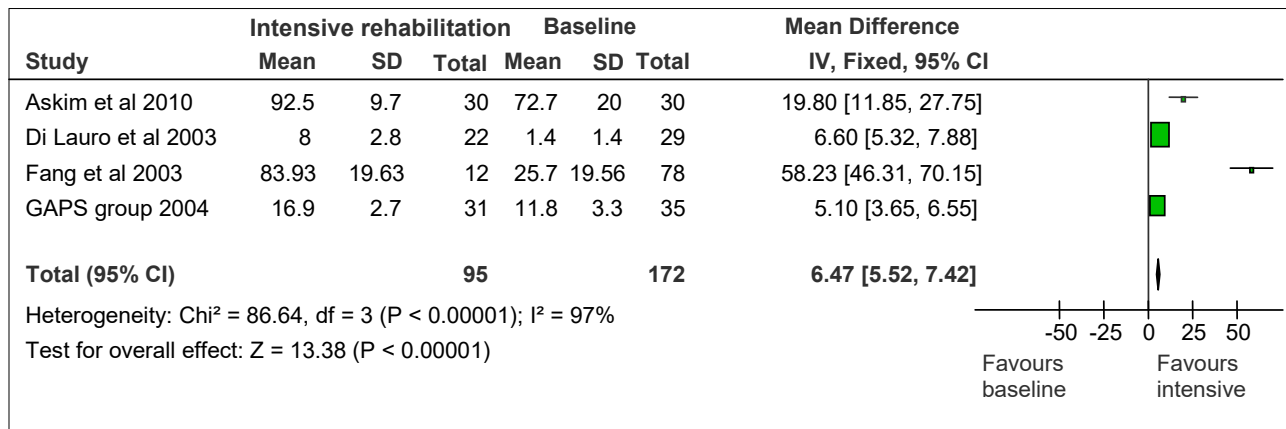 Intensive rehabilitation Baseline Mean Difference
Study Mean SD Total Mean SD Total IV, Fixed, 95% CI
Askim et al 2010 92.5 9.7 30 72.7 20 30 19.80 [11.85, 27.75]
Di Lauro et al 2003 8 2.8 22 1.4 1.4 29 6.60 [5.32, 7.88]
Fang et al 2003 83.93 19.63 12 25.7 19.56 78 58.23 [46.31, 70.15]
GAPS group 2004 16.9 2.7 31 11.8 3.3 35 5.10 [3.65, 6.55]
Total (95% CI) 95 172 6.47 [5.52, 7.42]
Heterogeneity: Chi² = 86.64, df = 3 (P < 0.00001); I² = 97%
Test for overall effect: Z = 13.38 (P < 0.00001)
-50 -25 0 25 50
Favours baseline Favours intensive